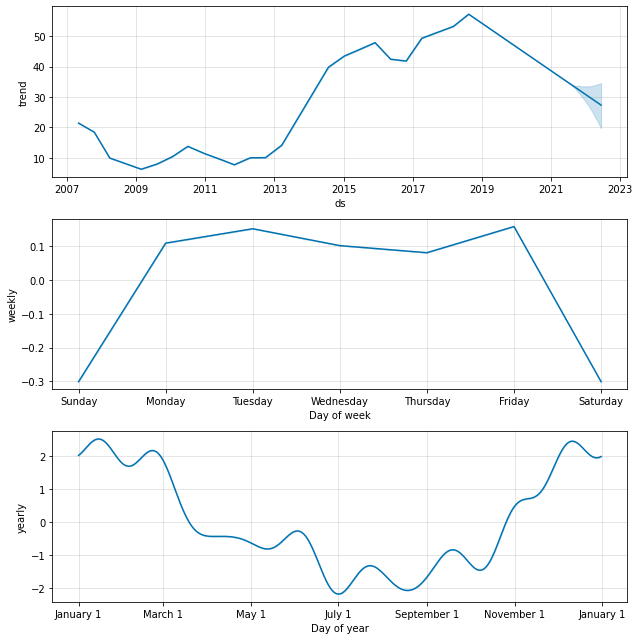 50
40
30
20
10
trend
2007 2009 2011 2013 2015 2017 2019 2021 2023
ds
0.1
0.0
−0.1
−0.2
−0.3
weekly
Sunday Monday Tuesday Wednesday Thursday Friday Saturday
Day of week
2
1
0
−1
−2
yearly
January 1 March 1 May 1 July 1 September 1 November 1 January 1
Day of year